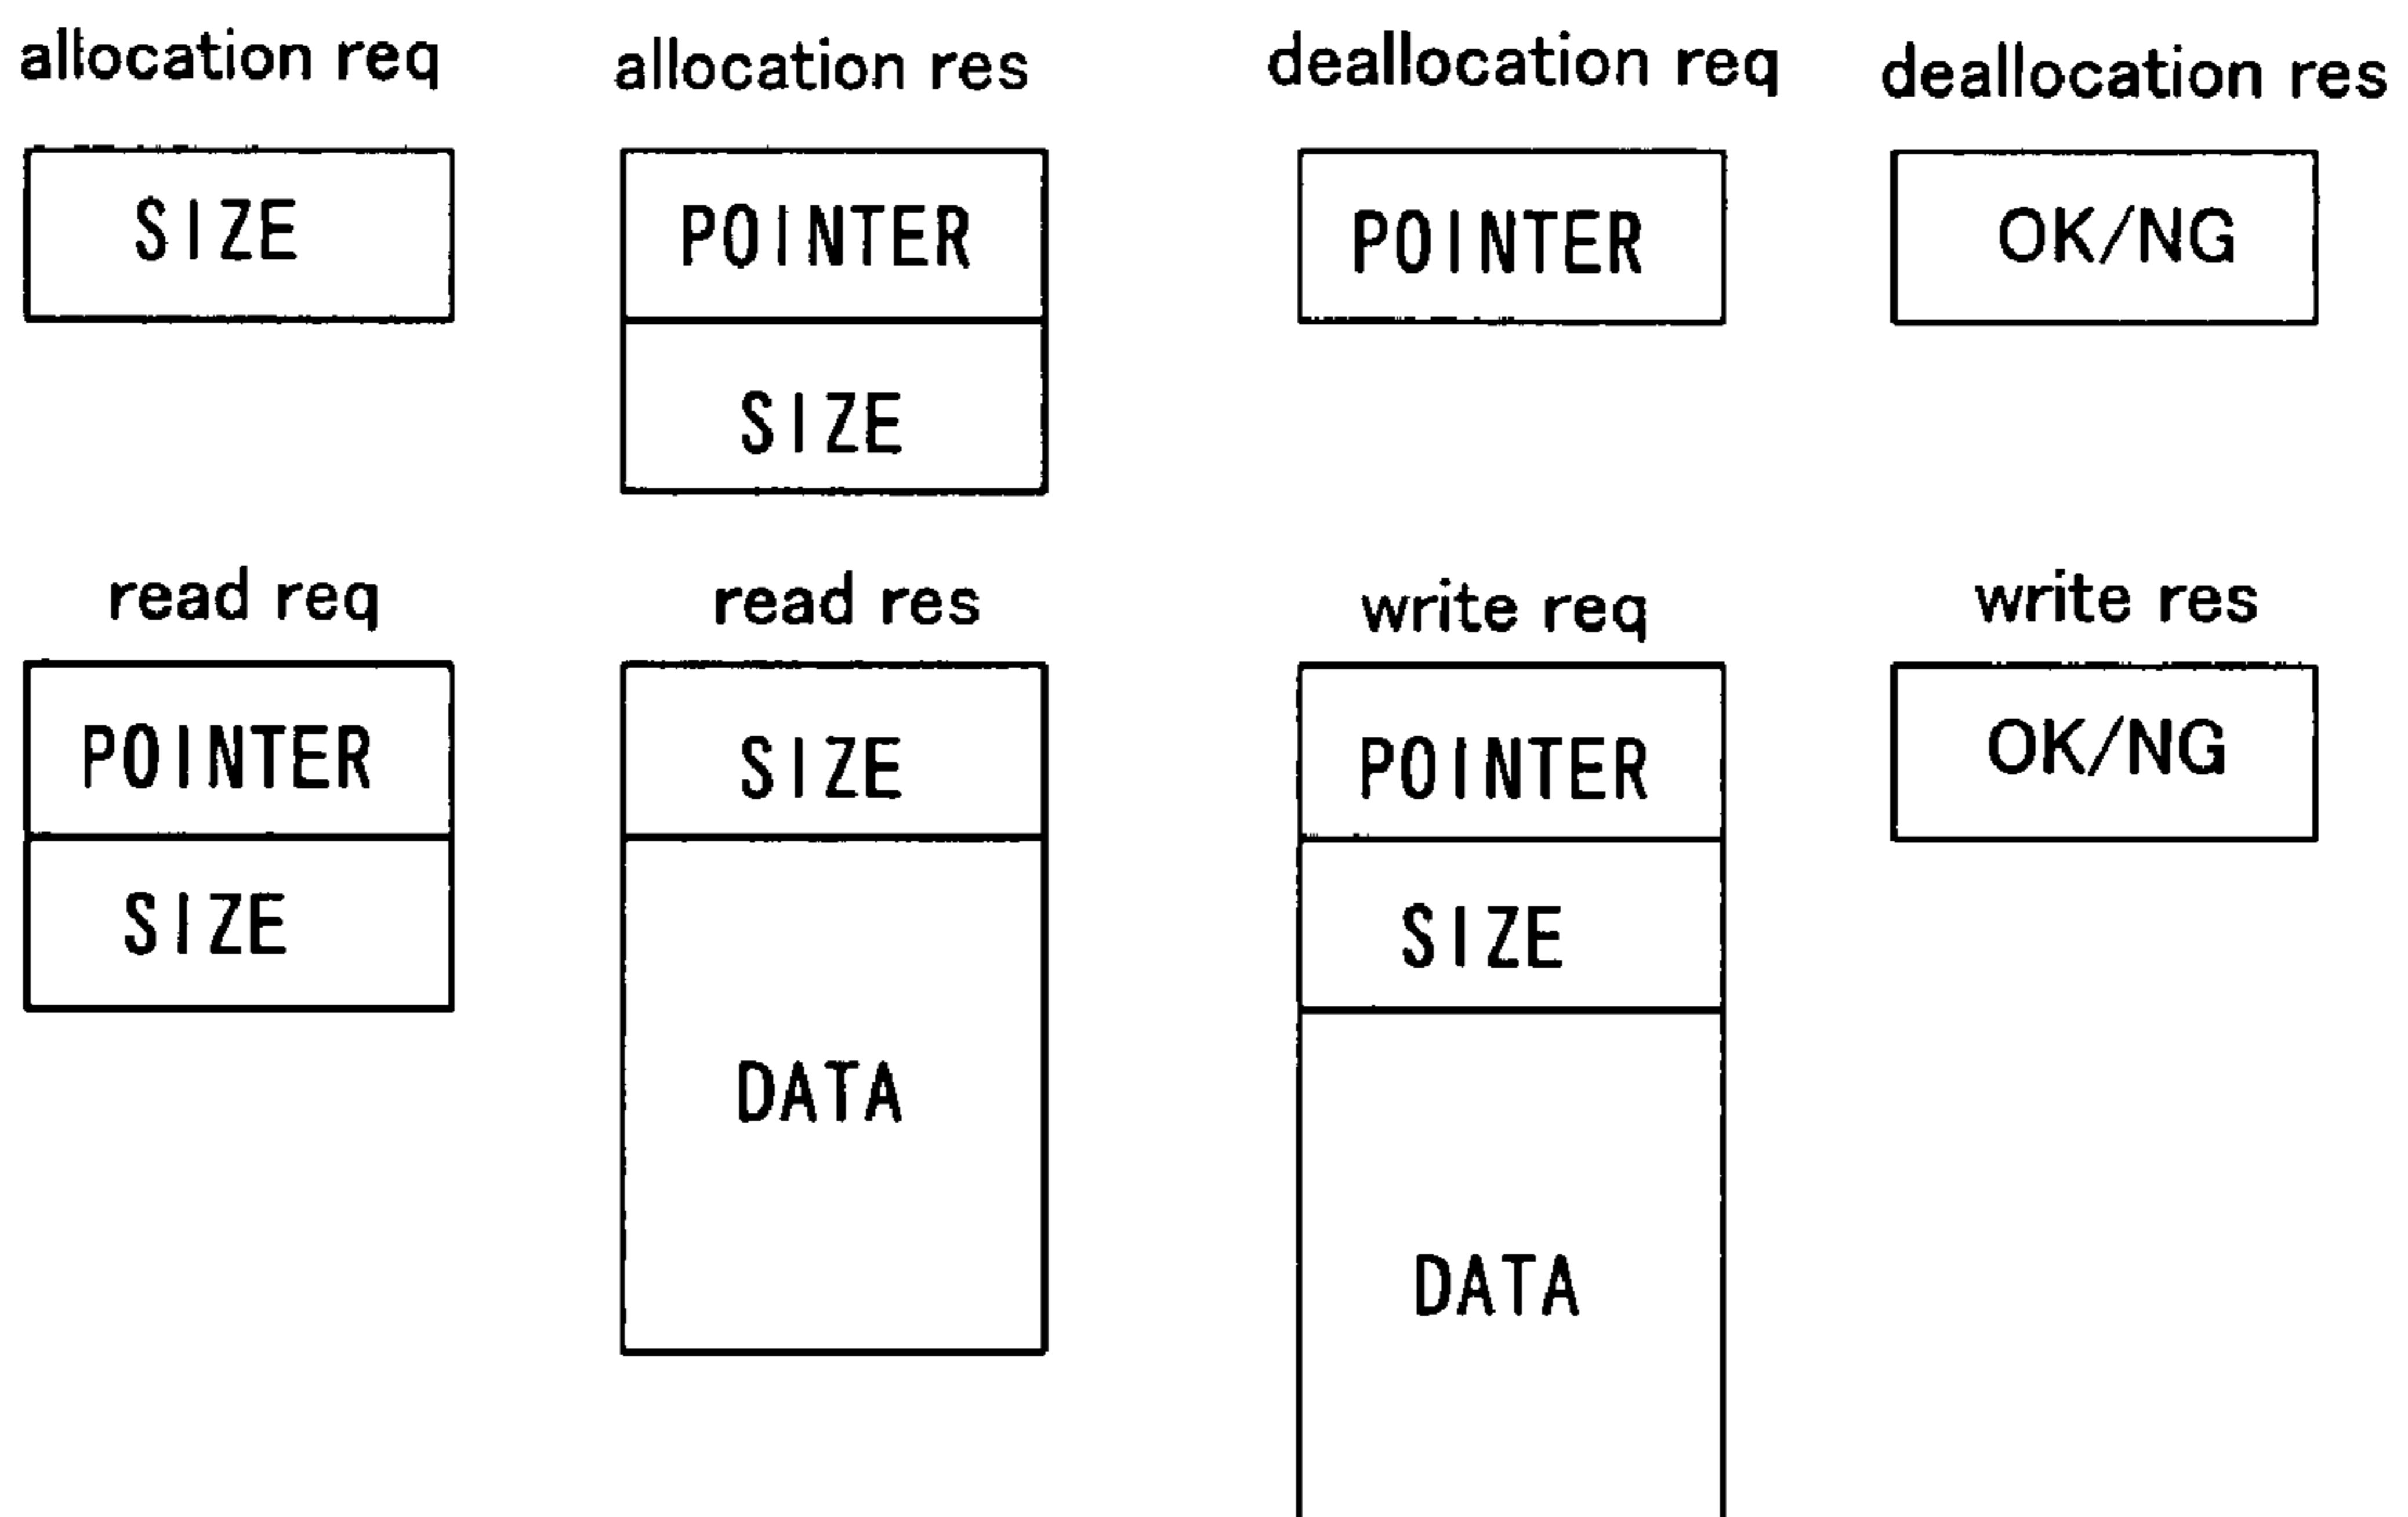 allocation req
SIZE
allocation res
POINTER
SIZE
deallocation req
POINTER
deallocation res
OK/NG
read req
POINTER
SIZE
read res
SIZE
DATA
write req
POINTER
SIZE
DATA
write res
OK/NG